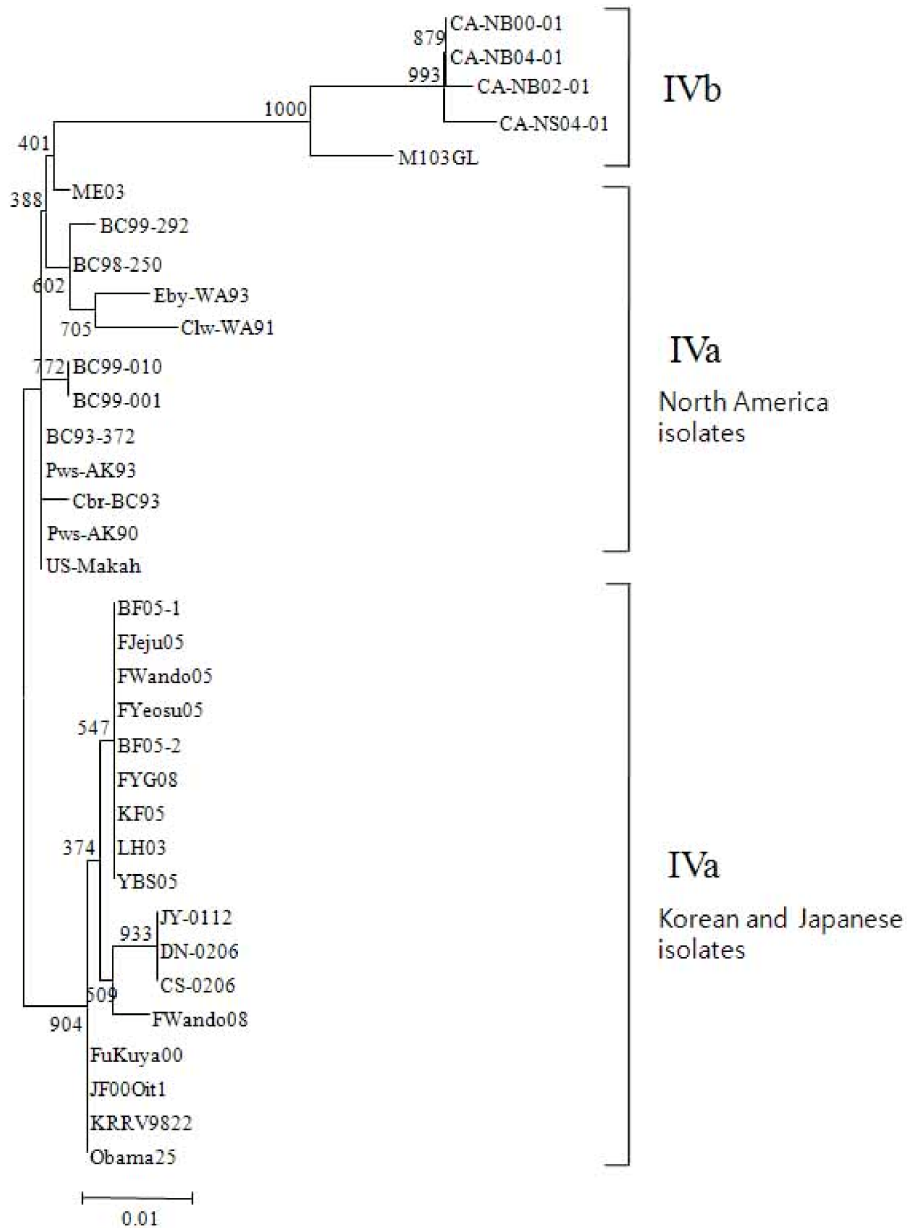 CA-NB00-01
879
CA-NB04-01
993
CA-NB02-01
IVb
1000
CA-NS04-01
401
M103GL
ME03
388
BC99-292
BC98-250
602
Eby-WA93
705
Clw-WA91
IVa
772
BC99-010
BC99-001
North America
isolates
BC93-372
Pws-AK93
Cbr-BC93
Pws-AK90
US-Makah
BF05-1
FJeju05
FWando05
FYeosu05
547
BF05-2
FYG08
KF05
374
LH03
IVa
YBS05
JY-0112
Korean and Japanese
isolates
933
DN-0206
CS-0206
509
FWando08
904
FuKuya00
JF00Oit1
KRRV9822
Obama25
0.01